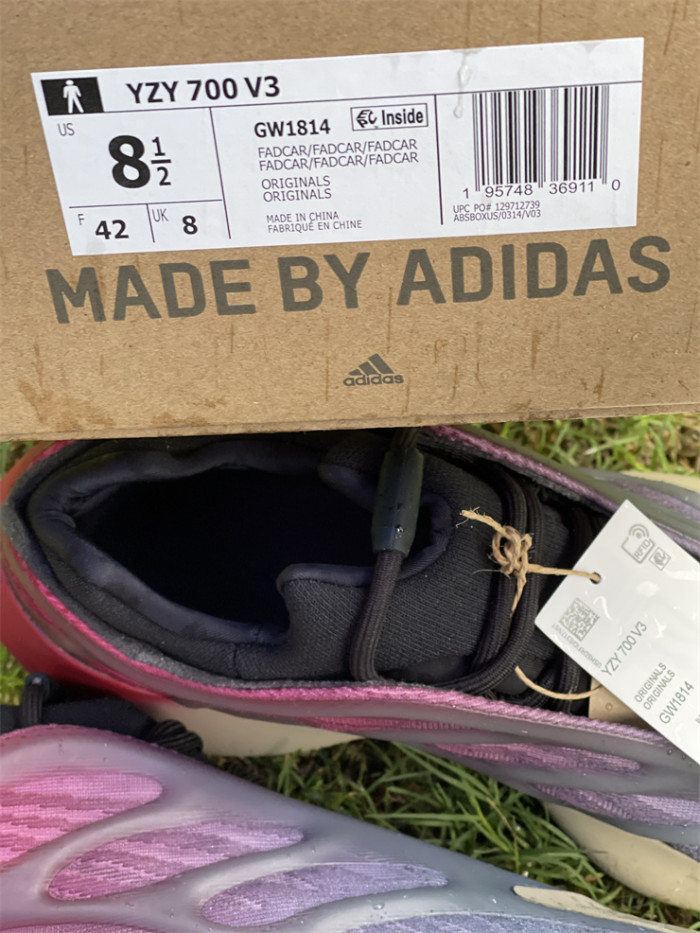 YZY 700 V3
US
8 1/2
F 42
UK 8
GW1814
Inside
FADCAR/FADCAR/FADCAR
FADCAR/FADCAR/FADCAR
ORIGINALS
ORIGINALS
MADE IN CHINA
FABRIQUÉ EN CHINE
1 95748 36911 0
UPC PO# 129712739
ABSBOXUS/0314/V03
MADE BY ADIDAS
adidas
RFID
YZY 700 V3
ORIGINALS
ORIGINALS
GW1814